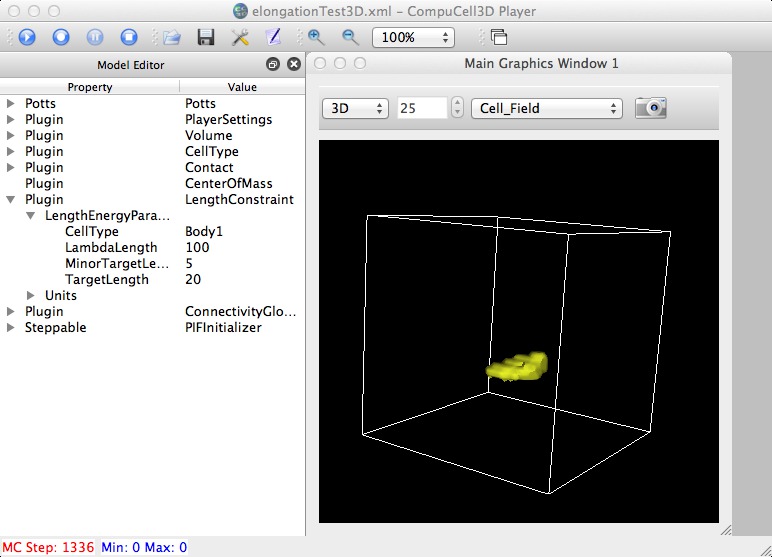 elongationTest3D.xml – CompuCell3D Player
100%
Model Editor
Property Value
Potts Potts
Plugin PlayerSettings
Plugin Volume
Plugin CellType
Plugin Contact
Plugin CenterOfMass
Plugin LengthConstraint
LengthEnergyPara...
CellType Body1
LambdaLength 100
MinorTargetLe... 5
TargetLength 20
Units
Plugin ConnectivityGlo...
Steppable PIFInitializer
Main Graphics Window 1
3D 25 Cell_Field
MC Step: 1336 Min: 0 Max: 0